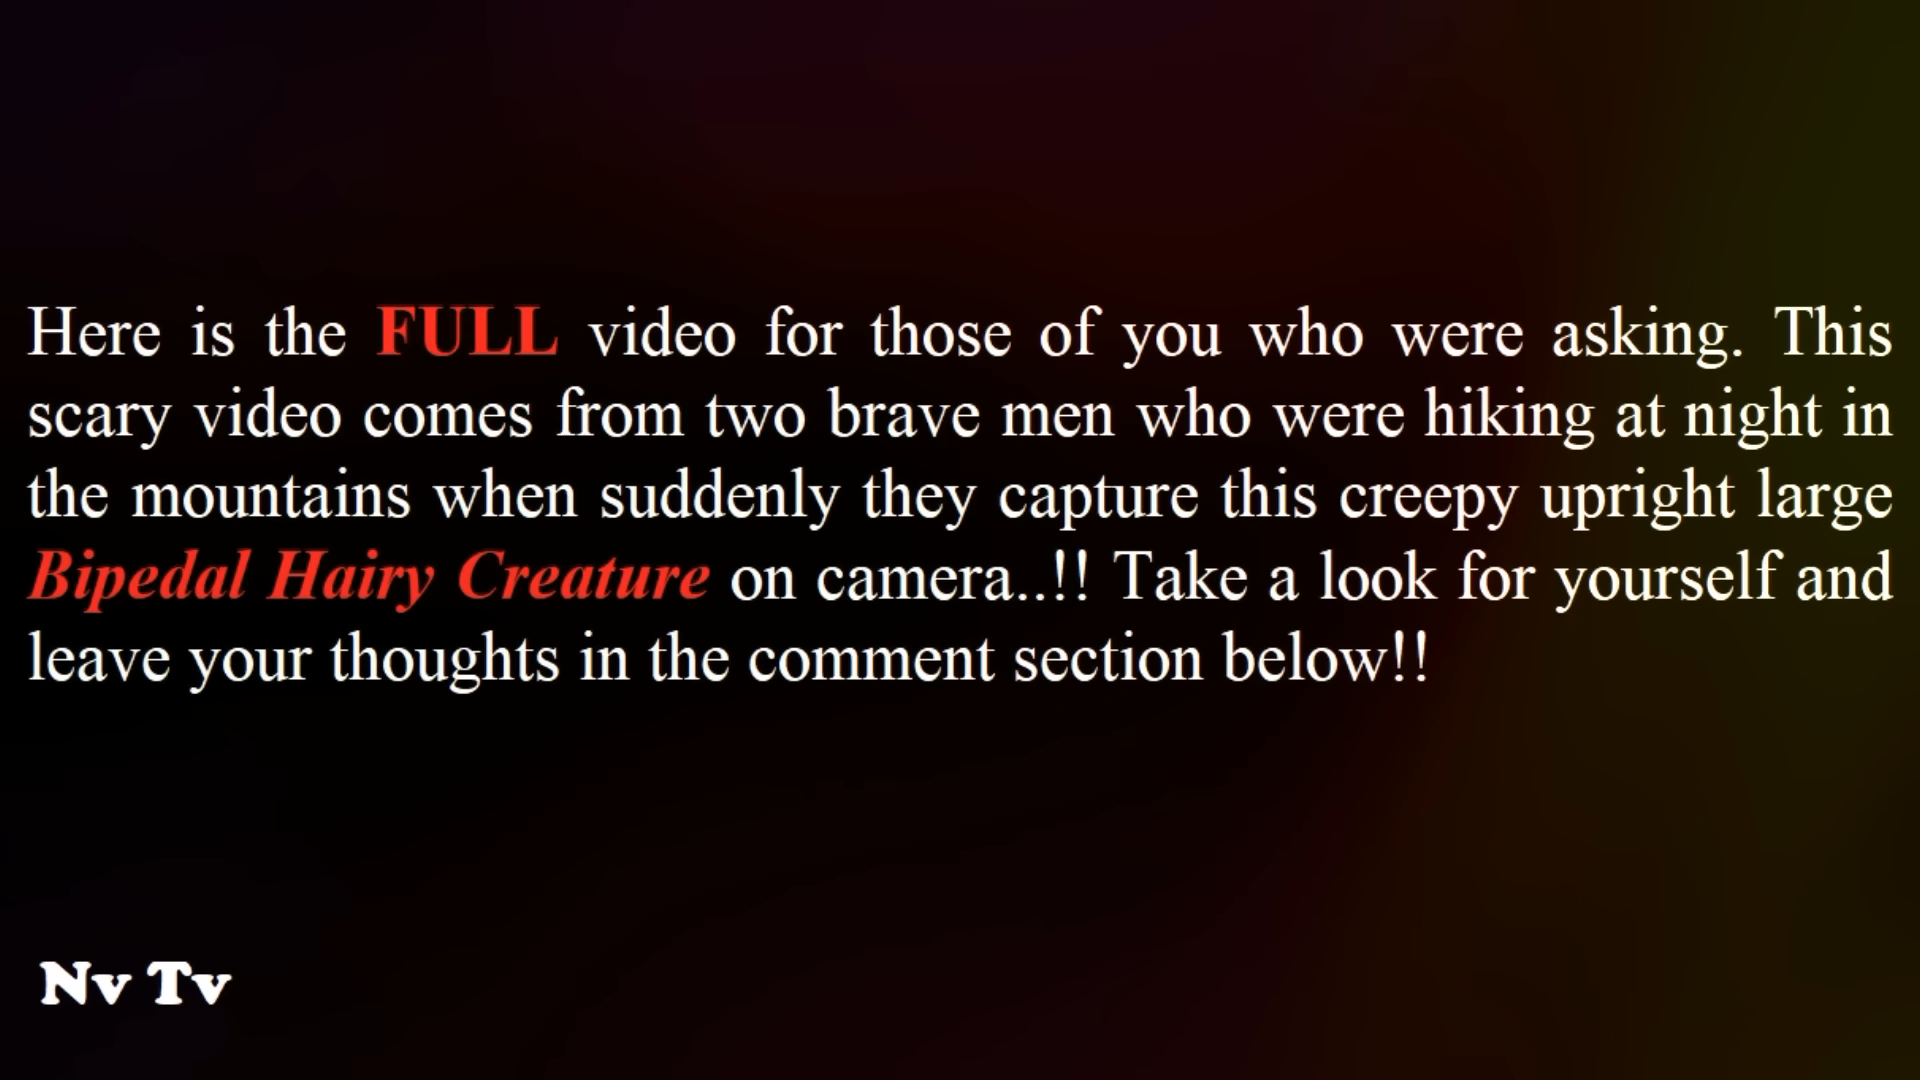 Here is the FULL video for those of you who were asking. This
scary video comes from two brave men who were hiking at night in
the mountains when suddenly they capture this creepy upright large
Bipedal Hairy Creature on camera..!! Take a look for yourself and
leave your thoughts in the comment section below!!
Nv Tv